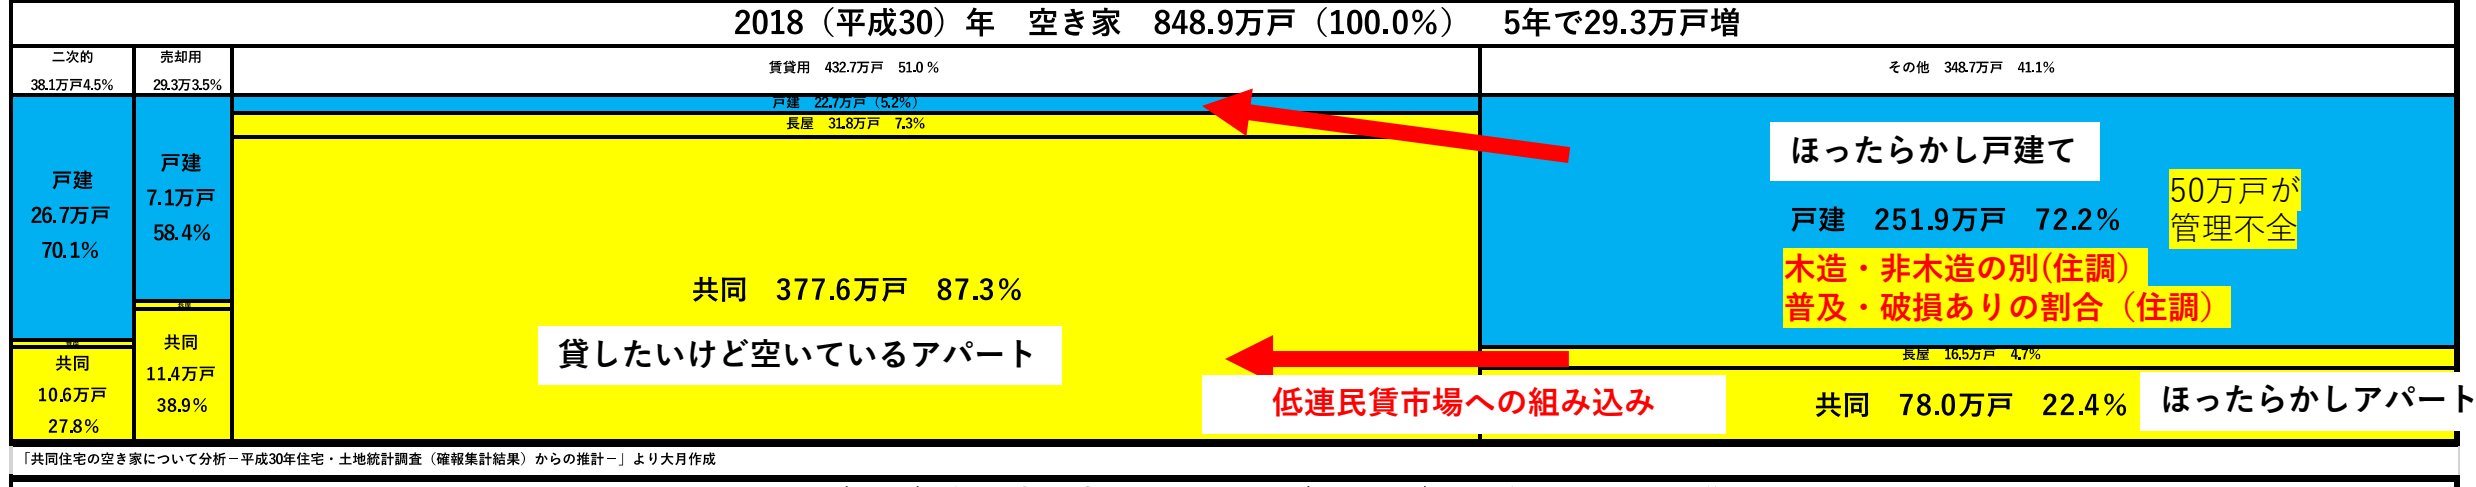 2018（平成30）年　空き家　848.9万戸（100.0%）　5年で29.3万戸増
二次的
38.1万戸4.5%
売却用
29.3万3.5%
賃貸用　432.7万戸　51.0 %
その他　348.7万戸　41.1%
戸建
26.7万戸
70.1%
共同
10.6万戸
27.8%
戸建
7.1万戸
58.4%
長屋
共同
11.4万戸
38.9%
戸建　22.7万戸（5.2%）
長屋　31.8万戸　7.3%
共同　377.6万戸　87.3%
貸したいけど空いているアパート
ほったらかし戸建て
戸建　251.9万戸　72.2%
50万戸が
管理不全
木造・非木造の別(住調）
普及・破損ありの割合（住調）
長屋　16.5万戸　4.7%
低連民賃市場への組み込み
共同　78.0万戸　22.4%
ほったらかしアパート
「共同住宅の空き家について分析－平成30年住宅・土地統計調査（確報集計結果）からの推計－」より大月作成